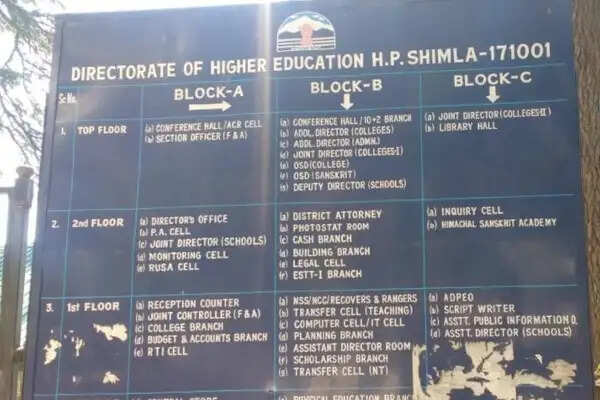 DIRECTORATE OF HIGHER EDUCATION H.P. SHIMLA-171001
Sr.No. BLOCK-A BLOCK-B BLOCK-C
1. TOP FLOOR
(a) CONFERENCE HALL/ACR CELL
(b) SECTION OFFICER (F & A)
(a) CONFERENCE HALL/10+2 BRANCH
(b) ADDL. DIRECTOR (COLLEGES)
(c) ADDL. DIRECTOR (ADMN.)
(d) JOINT DIRECTOR (COLLEGES-I)
(e) OSD (COLLEGE)
(f) OSD (SANSKRIT)
(g) DEPUTY DIRECTOR (SCHOOLS)
(a) JOINT DIRECTOR (COLLEGES-II)
(b) LIBRARY HALL
2. 2nd FLOOR
(a) DIRECTOR'S OFFICE
(b) P.A. CELL
(c) JOINT DIRECTOR (SCHOOLS)
(d) MONITORING CELL
(e) RUSA CELL
(a) DISTRICT ATTORNEY
(b) PHOTOSTAT ROOM
(c) CASH BRANCH
(d) BUILDING BRANCH
(e) LEGAL CELL
(f) ESTT-I BRANCH
(a) INQUIRY CELL
(b) HIMACHAL SANSKRIT ACADEMY
3. 1st FLOOR
(a) RECEPTION COUNTER
(b) JOINT CONTROLLER (F & A)
(c) COLLEGE BRANCH
(d) BUDGET & ACCOUNTS BRANCH
(e) RTI CELL
(a) NSS/NCC/RECOVERS & RANGERS
(b) TRANSFER CELL (TEACHING)
(c) COMPUTER CELL/IT CELL
(d) PLANNING BRANCH
(e) ASSISTANT DIRECTOR ROOM
(f) SCHOLARSHIP BRANCH
(g) TRANSFER CELL (NT)
(a) ADPEO
(b) SCRIPT WRITER
(c) ASSTT. PUBLIC INFORMATION O.
(d) ASSTT. DIRECTOR (SCHOOLS)
PHYSICAL EDUCATION BRANCH